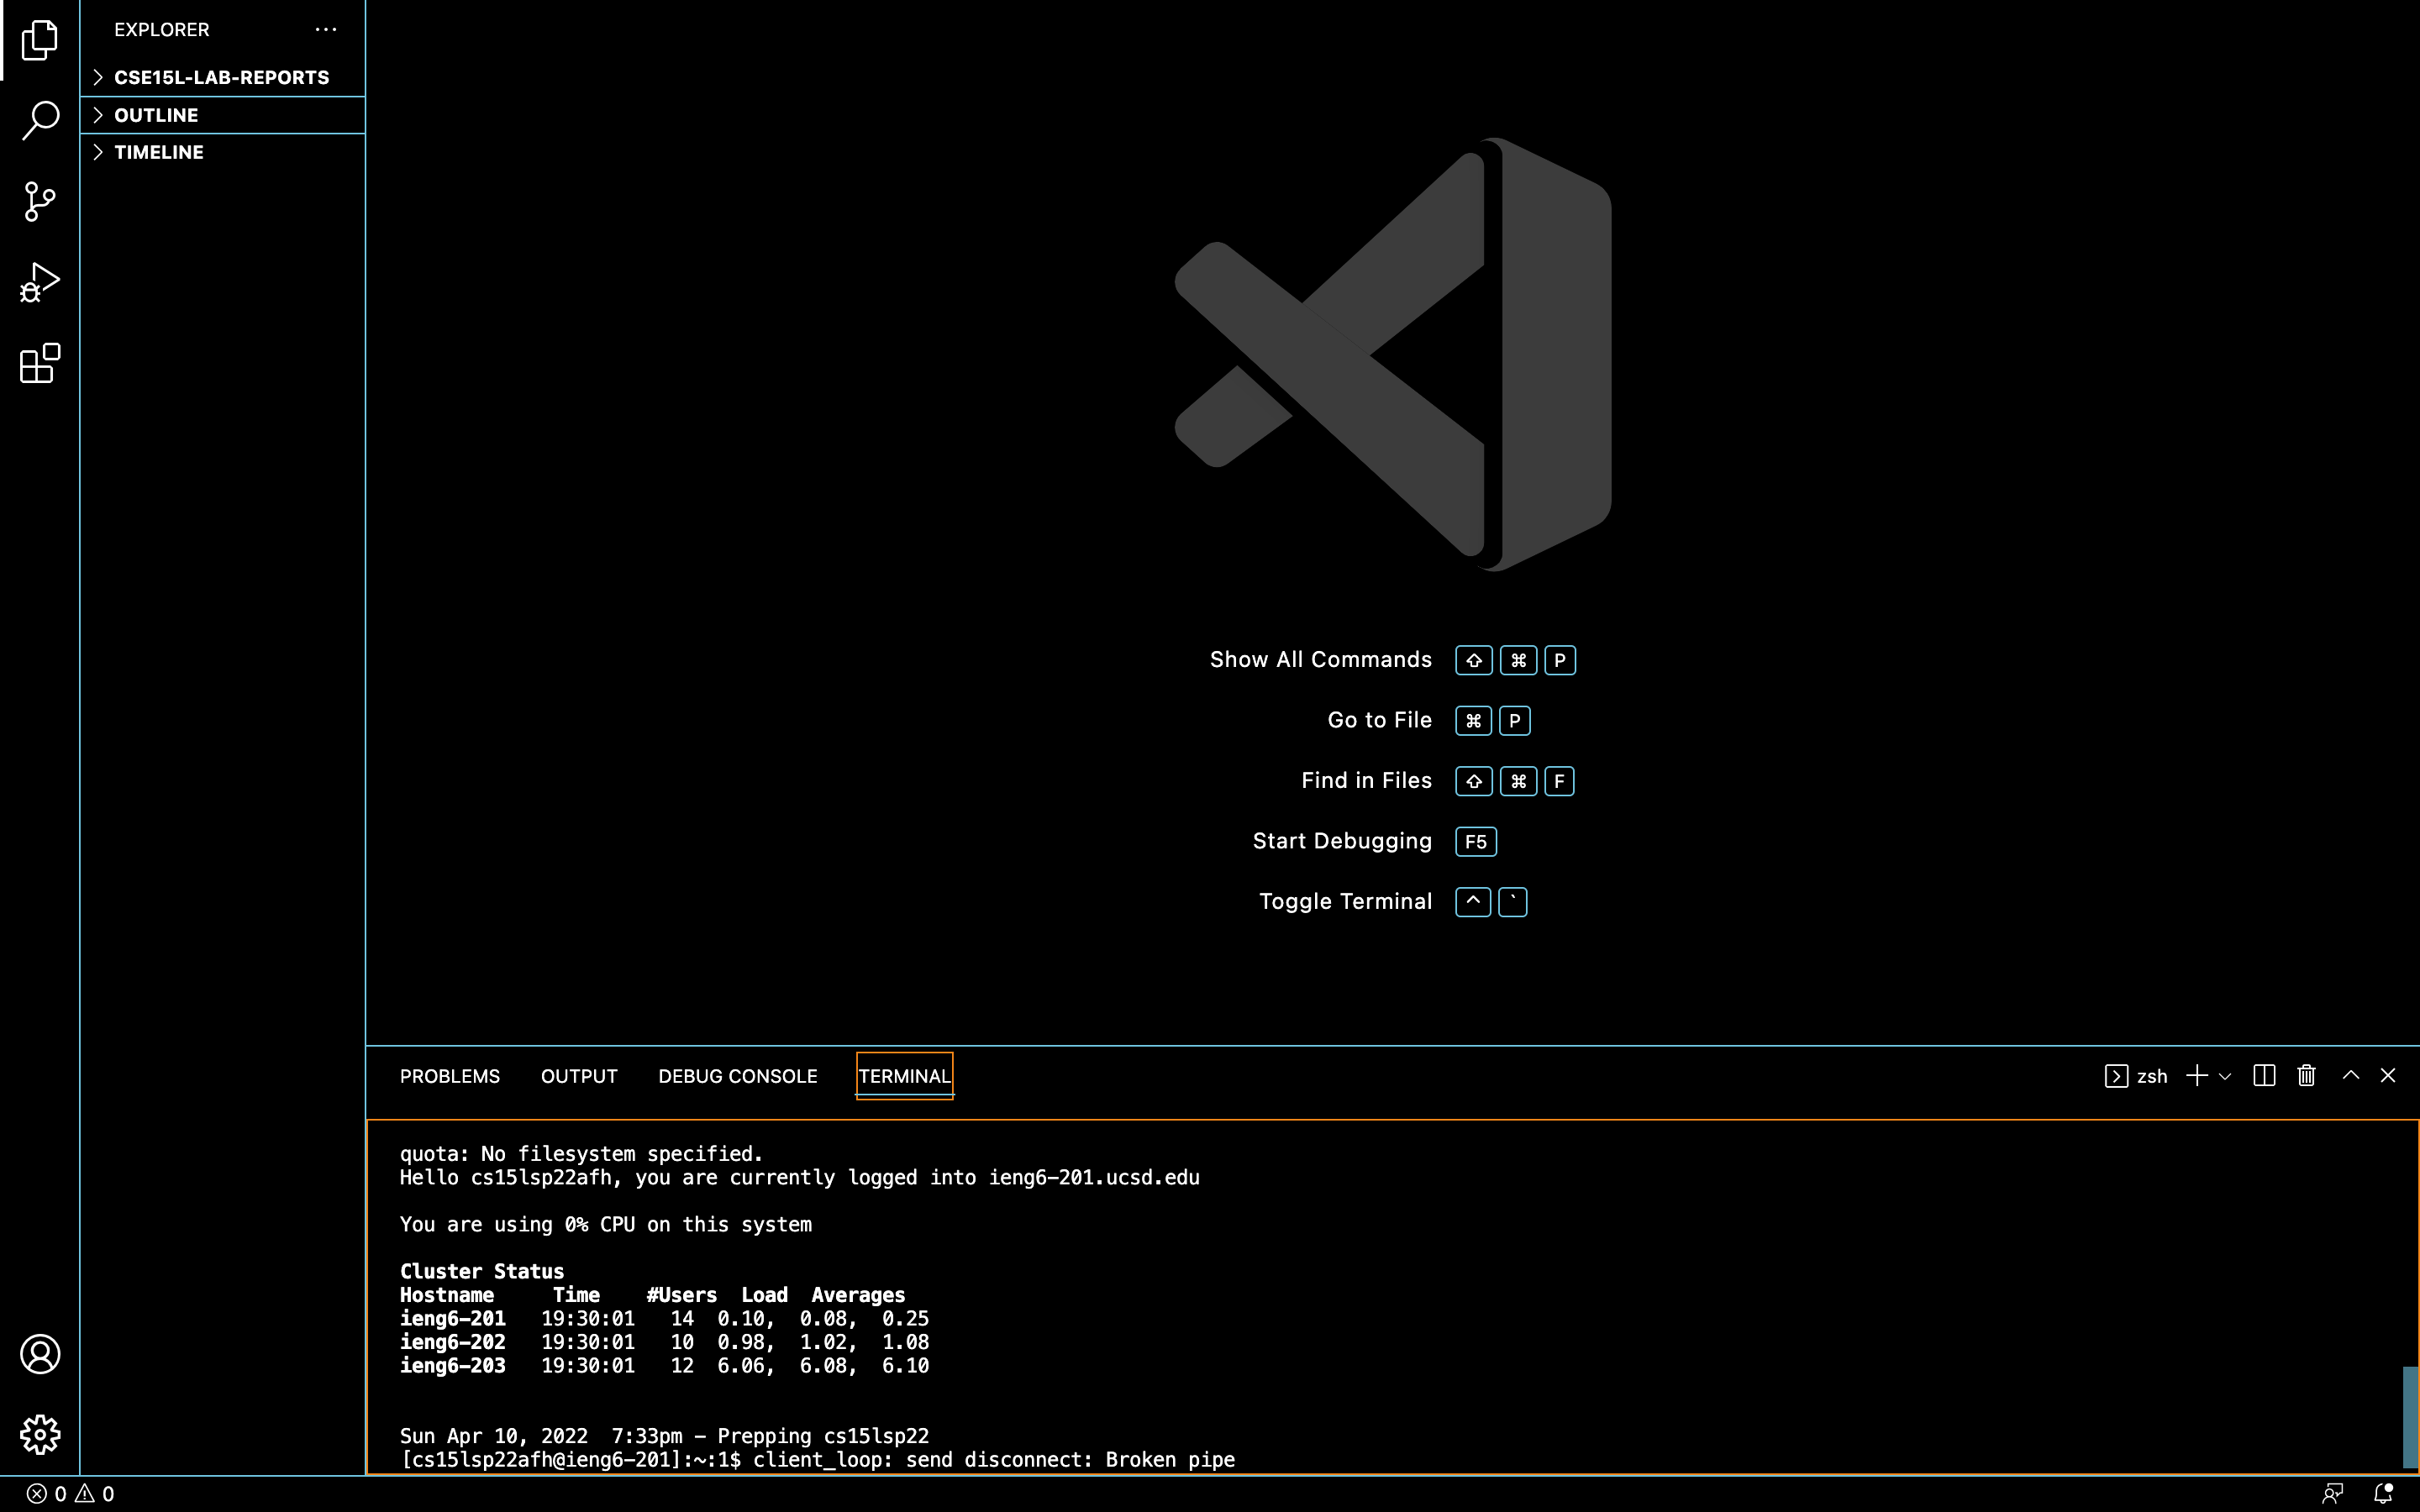 EXPLORER
CSE15L-LAB-REPORTS
OUTLINE
TIMELINE
Show All Commands ⇧ ⌘ P
Go to File ⌘ P
Find in Files ⇧ ⌘ F
Start Debugging F5
Toggle Terminal ^ `
PROBLEMS OUTPUT DEBUG CONSOLE TERMINAL zsh
quota: No filesystem specified.
Hello cs15lsp22afh, you are currently logged into ieng6-201.ucsd.edu
You are using 0% CPU on this system
Cluster Status
Hostname Time #Users Load Averages
ieng6-201 19:30:01 14 0.10, 0.08, 0.25
ieng6-202 19:30:01 10 0.98, 1.02, 1.08
ieng6-203 19:30:01 12 6.06, 6.08, 6.10
Sun Apr 10, 2022 7:33pm - Prepping cs15lsp22
[cs15lsp22afh@ieng6-201]:~:1$ client_loop: send disconnect: Broken pipe
0 0